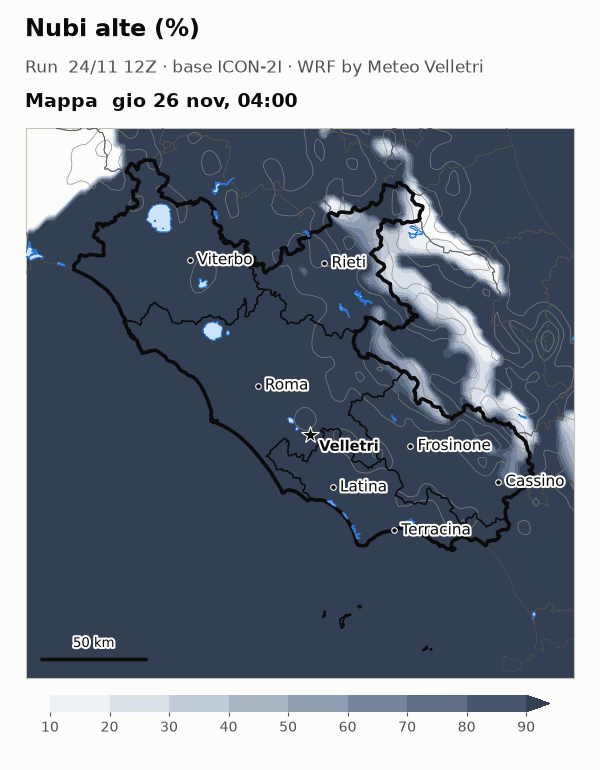 Nubi alte (%)
Run 24/11 12Z · base ICON-2I · WRF by Meteo Velletri
Mappa gio 26 nov, 04:00
Viterbo
Rieti
Roma
Velletri
Frosinone
Cassino
Latina
Terracina
50 km
10 20 30 40 50 60 70 80 90